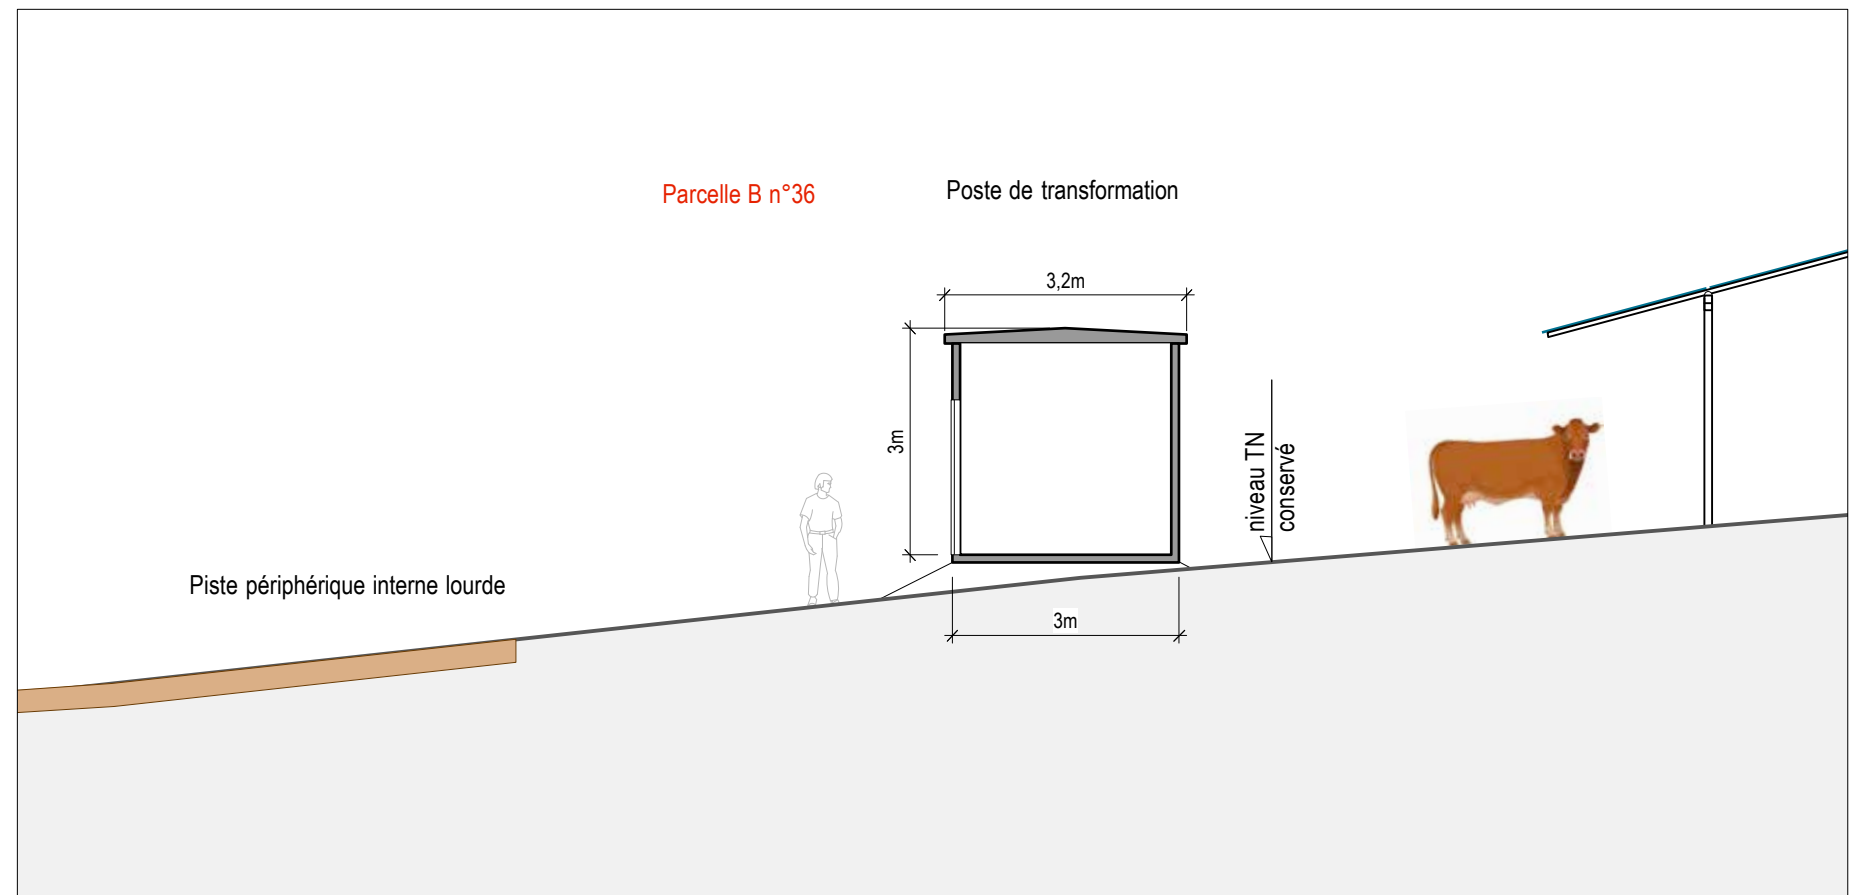 Parcelle B n°36
Poste de transformation
3,2m
3m
niveau TN
conservé
Piste périphérique interne lourde
3m